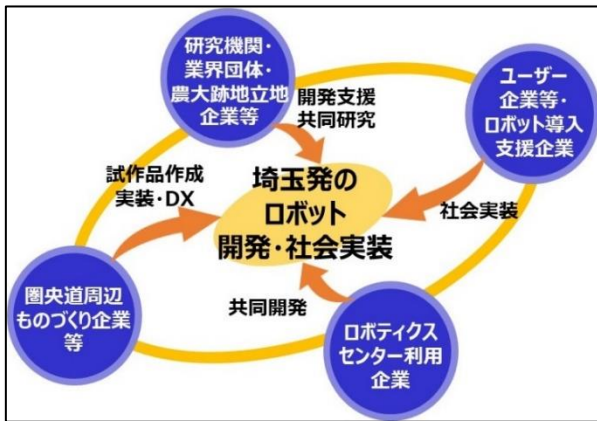 研究機関・
業界団体・
農大跡地立地
企業等
ユーザー
企業等・
ロボット導入
支援企業
開発支援
共同研究
試作品作成
実装・DX
埼玉発の
ロボット
開発・社会実装
社会実装
圏央道周辺
ものづくり企業
等
共同開発
ロボティクス
センター利用
企業